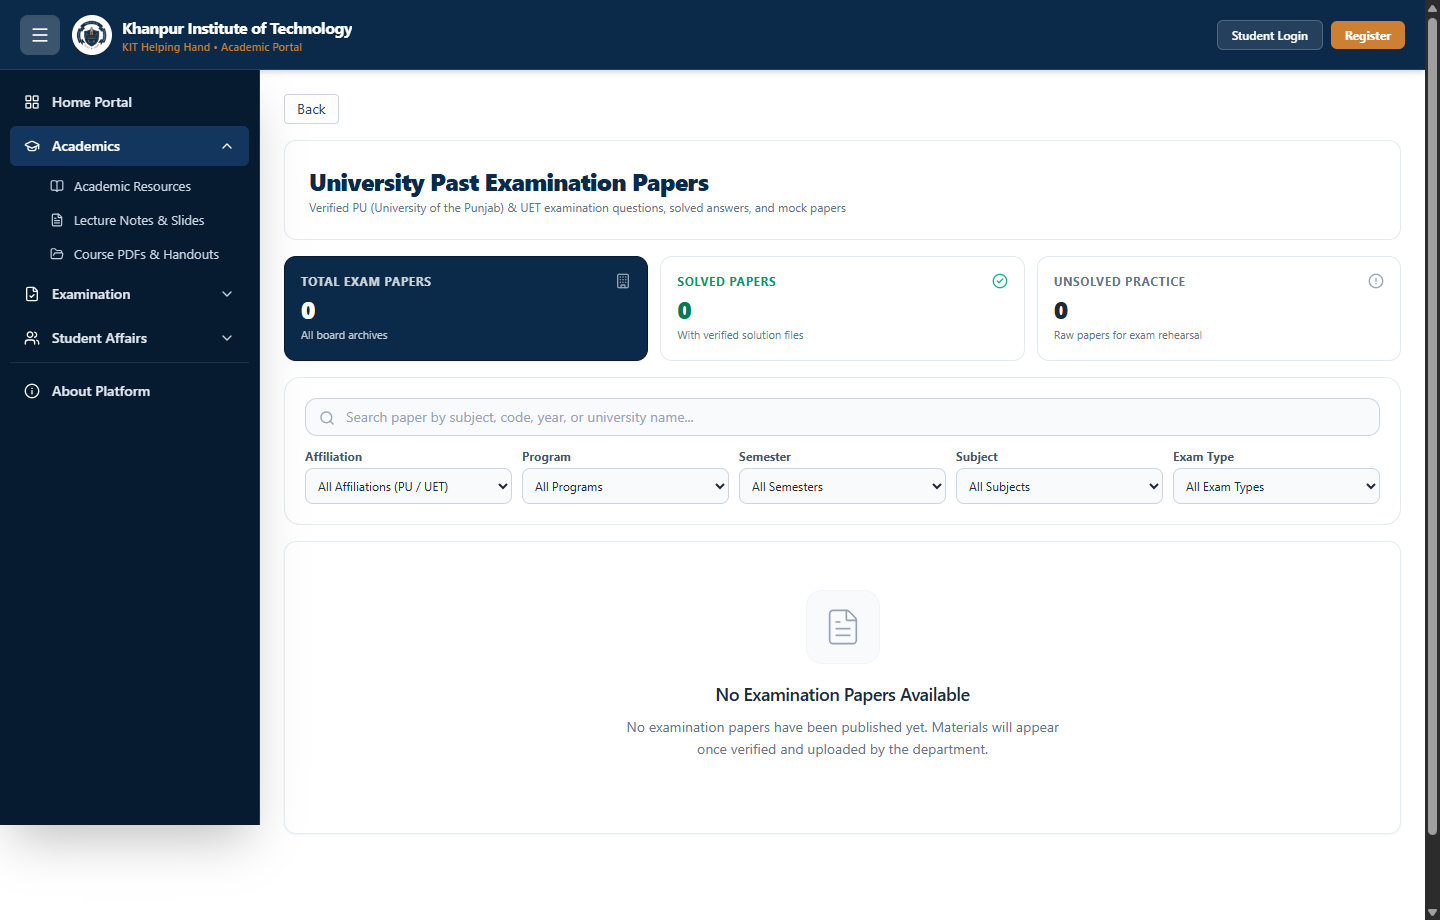 Khanpur Institute of Technology
KIT Helping Hand • Academic Portal
Student Login
Register
Home Portal
Academics
Academic Resources
Lecture Notes & Slides
Course PDFs & Handouts
Examination
Student Affairs
About Platform
Back
University Past Examination Papers
Verified PU (University of the Punjab) & UET examination questions, solved answers, and mock papers
TOTAL EXAM PAPERS
0
All board archives
SOLVED PAPERS
0
With verified solution files
UNSOLVED PRACTICE
0
Raw papers for exam rehearsal
Search paper by subject, code, year, or university name...
Affiliation
All Affiliations (PU / UET)
Program
All Programs
Semester
All Semesters
Subject
All Subjects
Exam Type
All Exam Types
No Examination Papers Available
No examination papers have been published yet. Materials will appear
once verified and uploaded by the department.